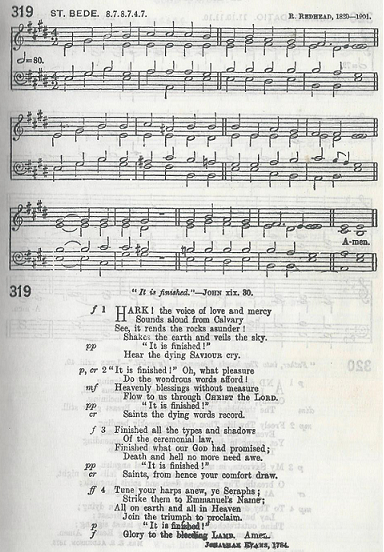 319 ST. BEDE. 8.7.8.7.4.7. R. REDHEAD, 1820—1901.
=80.
A-men.
319 "It is finished."—JOHN xix. 30.
f 1 HARK! the voice of love and mercy
Sounds aloud from Calvary
See, it rends the rocks asunder!
Shakes the earth and veils the sky.
pp "It is finished!"
Hear the dying SAVIOUR cry.
p, cr 2 "It is finished!" Oh, what pleasure
Do the wondrous words afford!
mf Heavenly blessings without measure
Flow to us through CHRIST the LORD.
pp "It is finished!"
cr Saints the dying words record.
f 3 Finished all the types and shadows
Of the ceremonial law,
Finished what our GOD had promised;
Death and hell no more need awe.
pp "It is finished!"
cr Saints, from hence your comfort draw.
ff 4 Tune your harps anew, ye Seraphs;
Strike them to Emmanuel's Name;
All on earth and all in Heaven
Join the triumph to proclaim.
p "It is finished!"
f Glory to the bleeding LAMB. Amen.
JONATHAN EVANS, 1784.